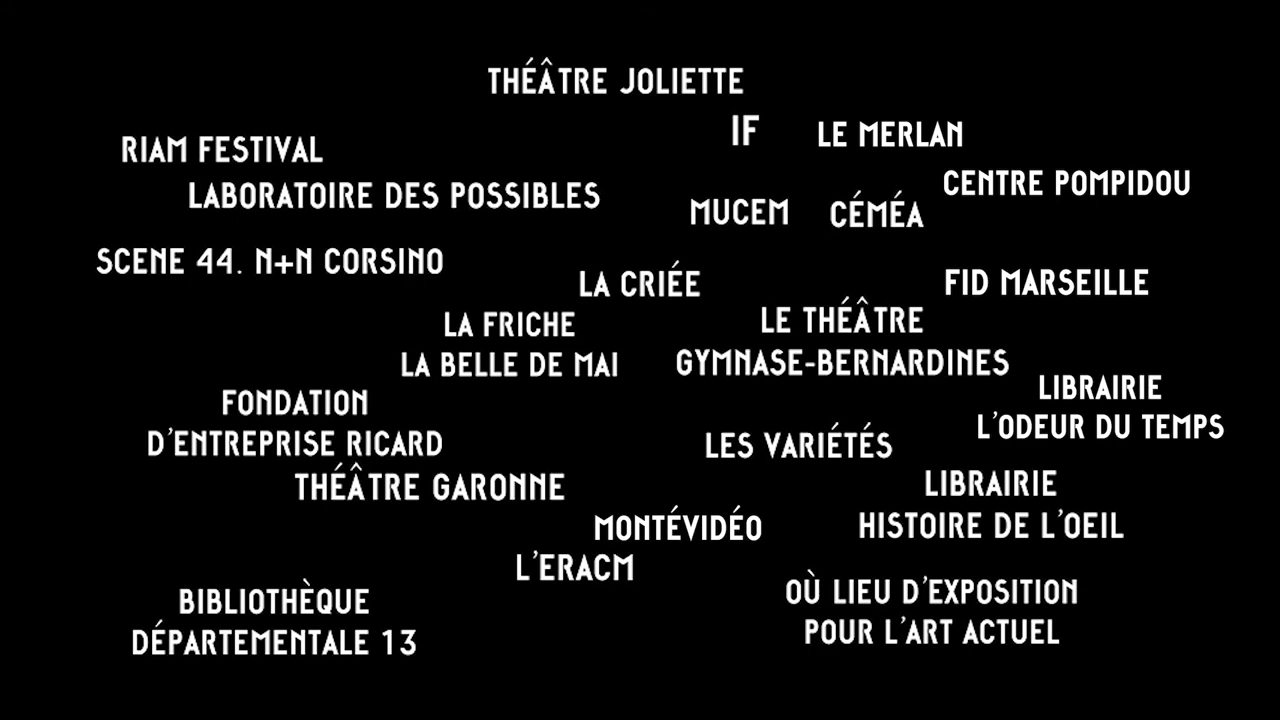 THÉÂTRE JOLIETTE
IF
LE MERLAN
RIAM FESTIVAL
CENTRE POMPIDOU
LABORATOIRE DES POSSIBLES
MUCEM
CÉMÉA
SCENE 44. N+N CORSINO
LA CRIÉE
FID MARSEILLE
LA FRICHE
LA BELLE DE MAI
LE THÉÂTRE
GYMNASE-BERNARDINES
LIBRAIRIE
L'ODEUR DU TEMPS
FONDATION
D'ENTREPRISE RICARD
LES VARIÉTÉS
THÉÂTRE GARONNE
LIBRAIRIE
HISTOIRE DE L'OEIL
MONTÉVIDÉO
L'ERACM
BIBLIOTHÈQUE
DÉPARTEMENTALE 13
OÙ LIEU D'EXPOSITION
POUR L'ART ACTUEL